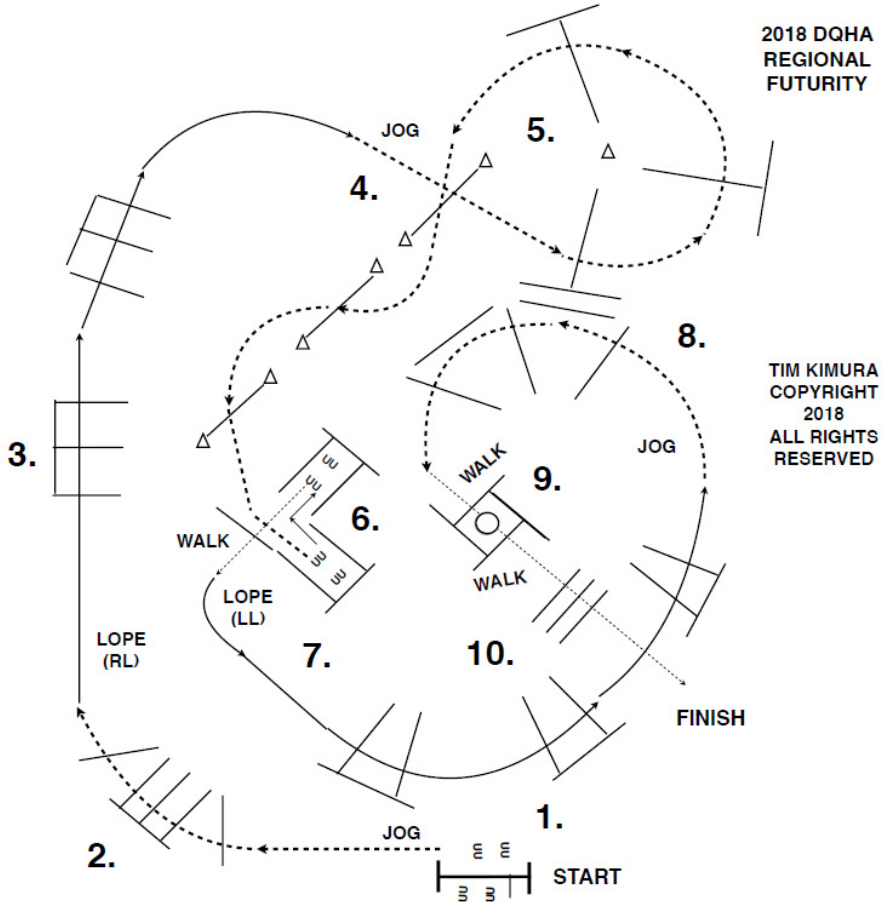 2018 DQHA
REGIONAL
FUTURITY
JOG
5.
4.
8.
TIM KIMURA
COPYRIGHT
2018
ALL RIGHTS
RESERVED
3.
JOG
WALK
9.
6.
WALK
WALK
LOPE
(LL)
LOPE
(RL)
7.
10.
FINISH
1.
JOG
2.
START